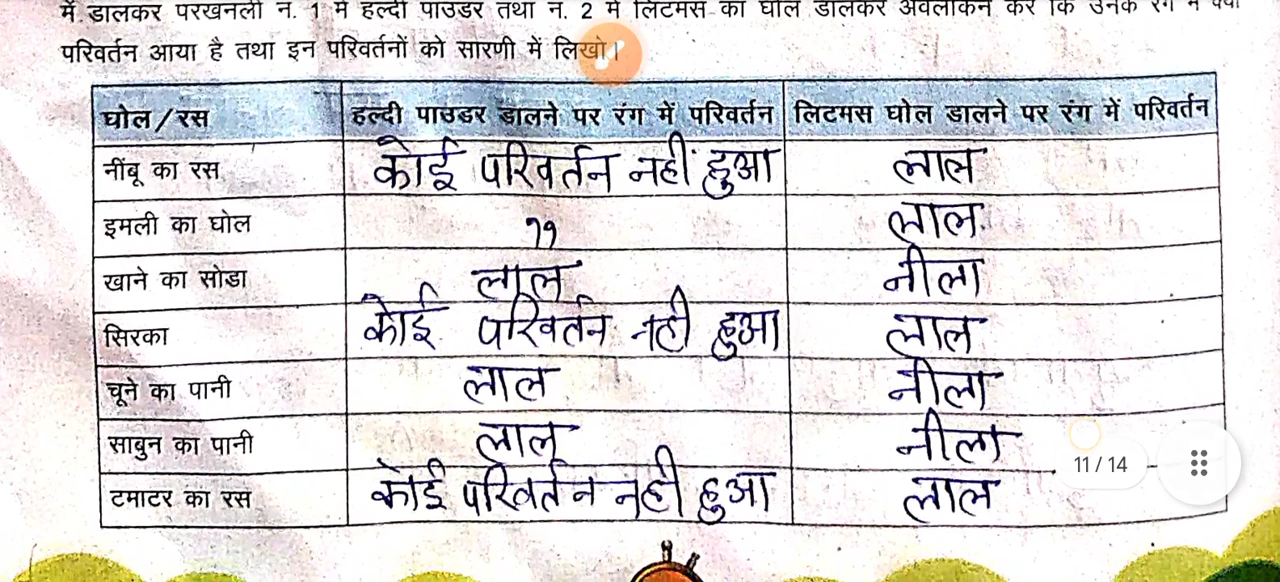 में डालकर परखनली नं. 1 में हल्दी पाउडर तथा नं. 2 में लिटमस का घोल डालकर अवलोकन करें कि उनके रंग में क्या
परिवर्तन आया है तथा इन परिवर्तनों को सारणी में लिखो।
घोल/रस हल्दी पाउडर डालने पर रंग में परिवर्तन लिटमस घोल डालने पर रंग में परिवर्तन
नींबू का रस कोई परिवर्तन नहीं हुआ लाल
इमली का घोल ११ लाल
खाने का सोडा लाल नीला
सिरका कोई परिवर्तन नही हुआ लाल
चूने का पानी लाल नीला
साबुन का पानी लाल नीला
टमाटर का रस कोई परिवर्तन नही हुआ लाल
11 / 14